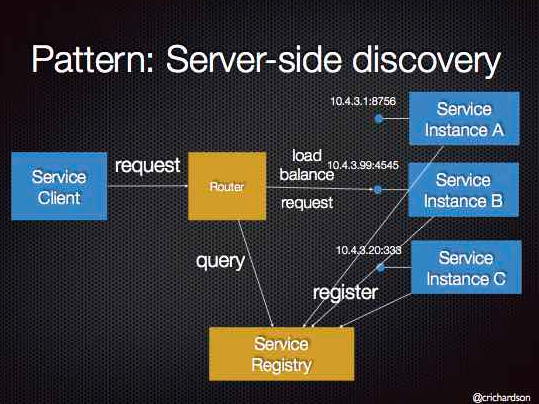 Pattern: Server-side discovery
10.4.3.1:8756
Service
Instance A
Service
Client
request
Router
load
balance
10.4.3.99:4545
request
Service
Instance B
query
10.4.3.20:333
Service
Instance C
register
Service
Registry
@crichardson